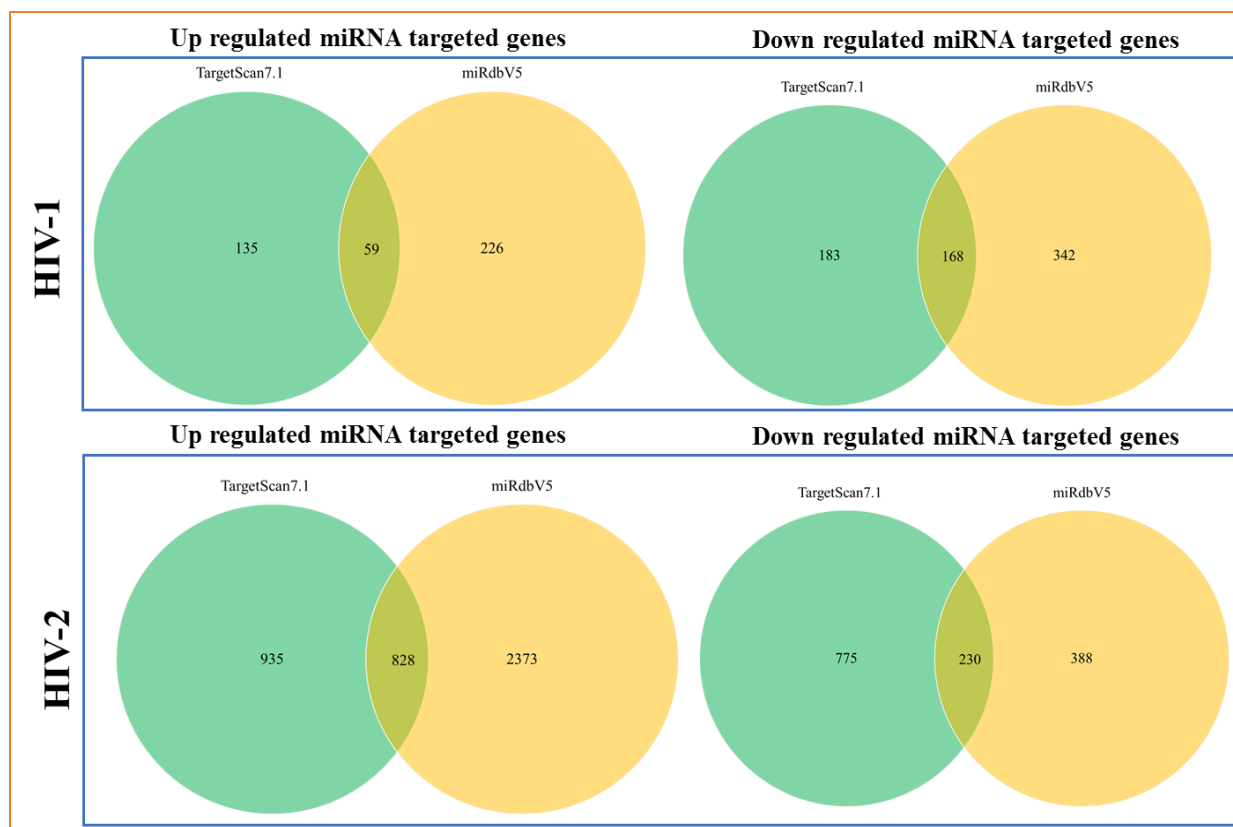 Up regulated miRNA targeted genes
Down regulated miRNA targeted genes
HIV-1
TargetScan7.1
miRdbV5
135
59
226
TargetScan7.1
miRdbV5
183
168
342
Up regulated miRNA targeted genes
Down regulated miRNA targeted genes
HIV-2
TargetScan7.1
miRdbV5
935
828
2373
TargetScan7.1
miRdbV5
775
230
388